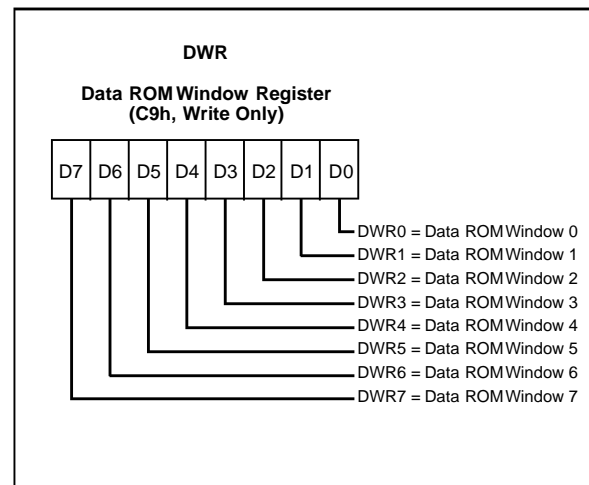 DWR
Data ROM Window Register
(C9h, Write Only)
D7 D6 D5 D4 D3 D2 D1 D0
DWR0 = Data ROM Window 0
DWR1 = Data ROM Window 1
DWR2 = Data ROM Window 2
DWR3 = Data ROM Window 3
DWR4 = Data ROM Window 4
DWR5 = Data ROM Window 5
DWR6 = Data ROM Window 6
DWR7 = Data ROM Window 7